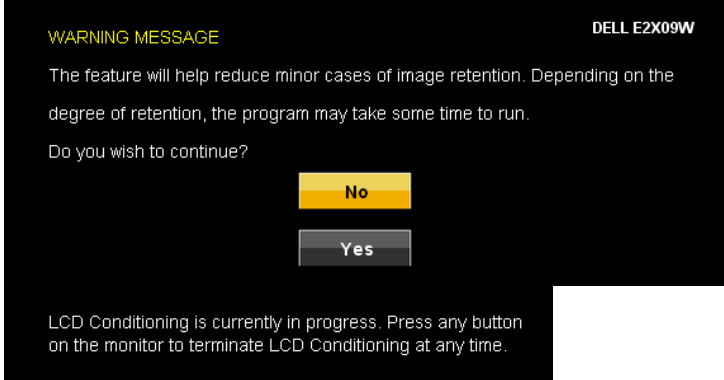 DELL E2X09W
WARNING MESSAGE
The feature will help reduce minor cases of image retention. Depending on the
degree of retention, the program may take some time to run.
Do you wish to continue?
No
Yes
LCD Conditioning is currently in progress. Press any button
on the monitor to terminate LCD Conditioning at any time.